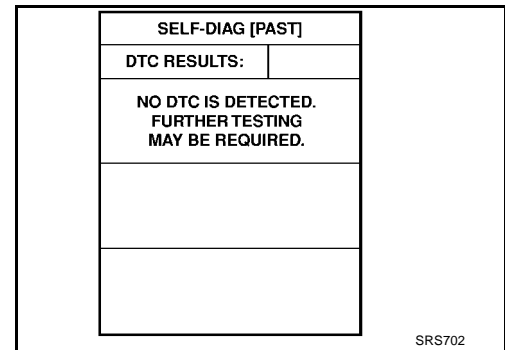 SELF-DIAG [PAST]
DTC RESULTS:
NO DTC IS DETECTED.
FURTHER TESTING
MAY BE REQUIRED.
SRS702